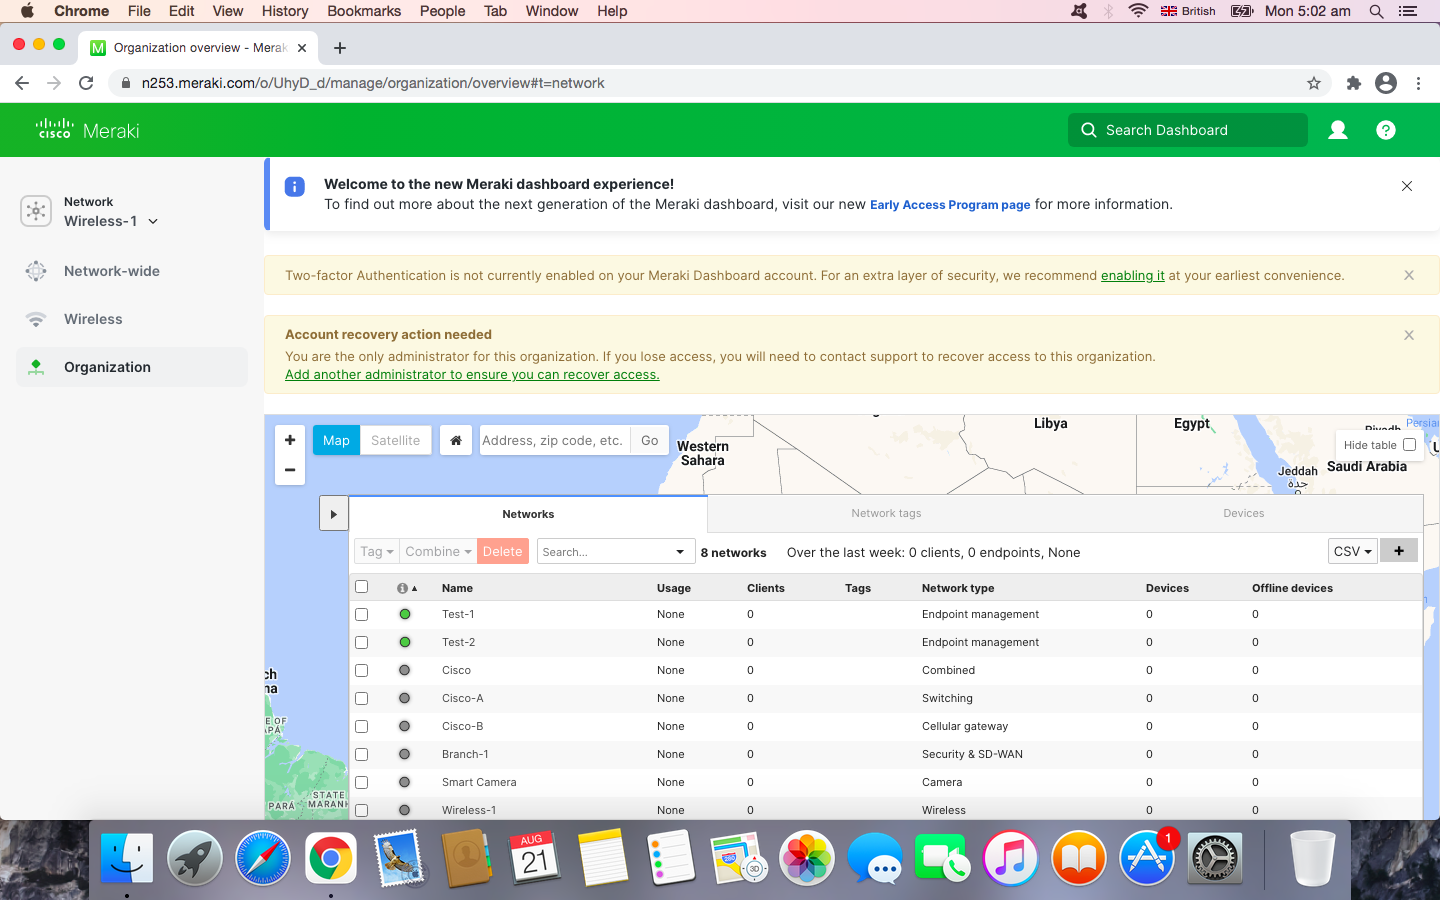 Chrome File Edit View History Bookmarks People Tab Window Help British Mon 5:02 am
Organization overview - Merak
n253.meraki.com/o/UhyD_d/manage/organization/overview#t=network
cisco Meraki Search Dashboard
Network
Wireless-1
Network-wide
Wireless
Organization
Welcome to the new Meraki dashboard experience!
To find out more about the next generation of the Meraki dashboard, visit our new Early Access Program page for more information.
Two-factor Authentication is not currently enabled on your Meraki Dashboard account. For an extra layer of security, we recommend enabling it at your earliest convenience.
Account recovery action needed
You are the only administrator for this organization. If you lose access, you will need to contact support to recover access to this organization.
Add another administrator to ensure you can recover access.
Map Satellite Address, zip code, etc. Go
Western
Sahara
Libya
Egypt
Persian
Jeddah
جدة
Saudi Arabia
Hide table
Networks Network tags Devices
Tag Combine Delete Search... 8 networks Over the last week: 0 clients, 0 endpoints, None CSV +
Name Usage Clients Tags Network type Devices Offline devices
Test-1 None 0 Endpoint management 0 0
Test-2 None 0 Endpoint management 0 0
Cisco None 0 Combined 0 0
Cisco-A None 0 Switching 0 0
Cisco-B None 0 Cellular gateway 0 0
Branch-1 None 0 Security & SD-WAN 0 0
Smart Camera None 0 Camera 0 0
Wireless-1 None 0 Wireless 0 0
ch
na
E OF
APÁ
PARÁ
STATE
MARANH
AUG
21
280
3D
1